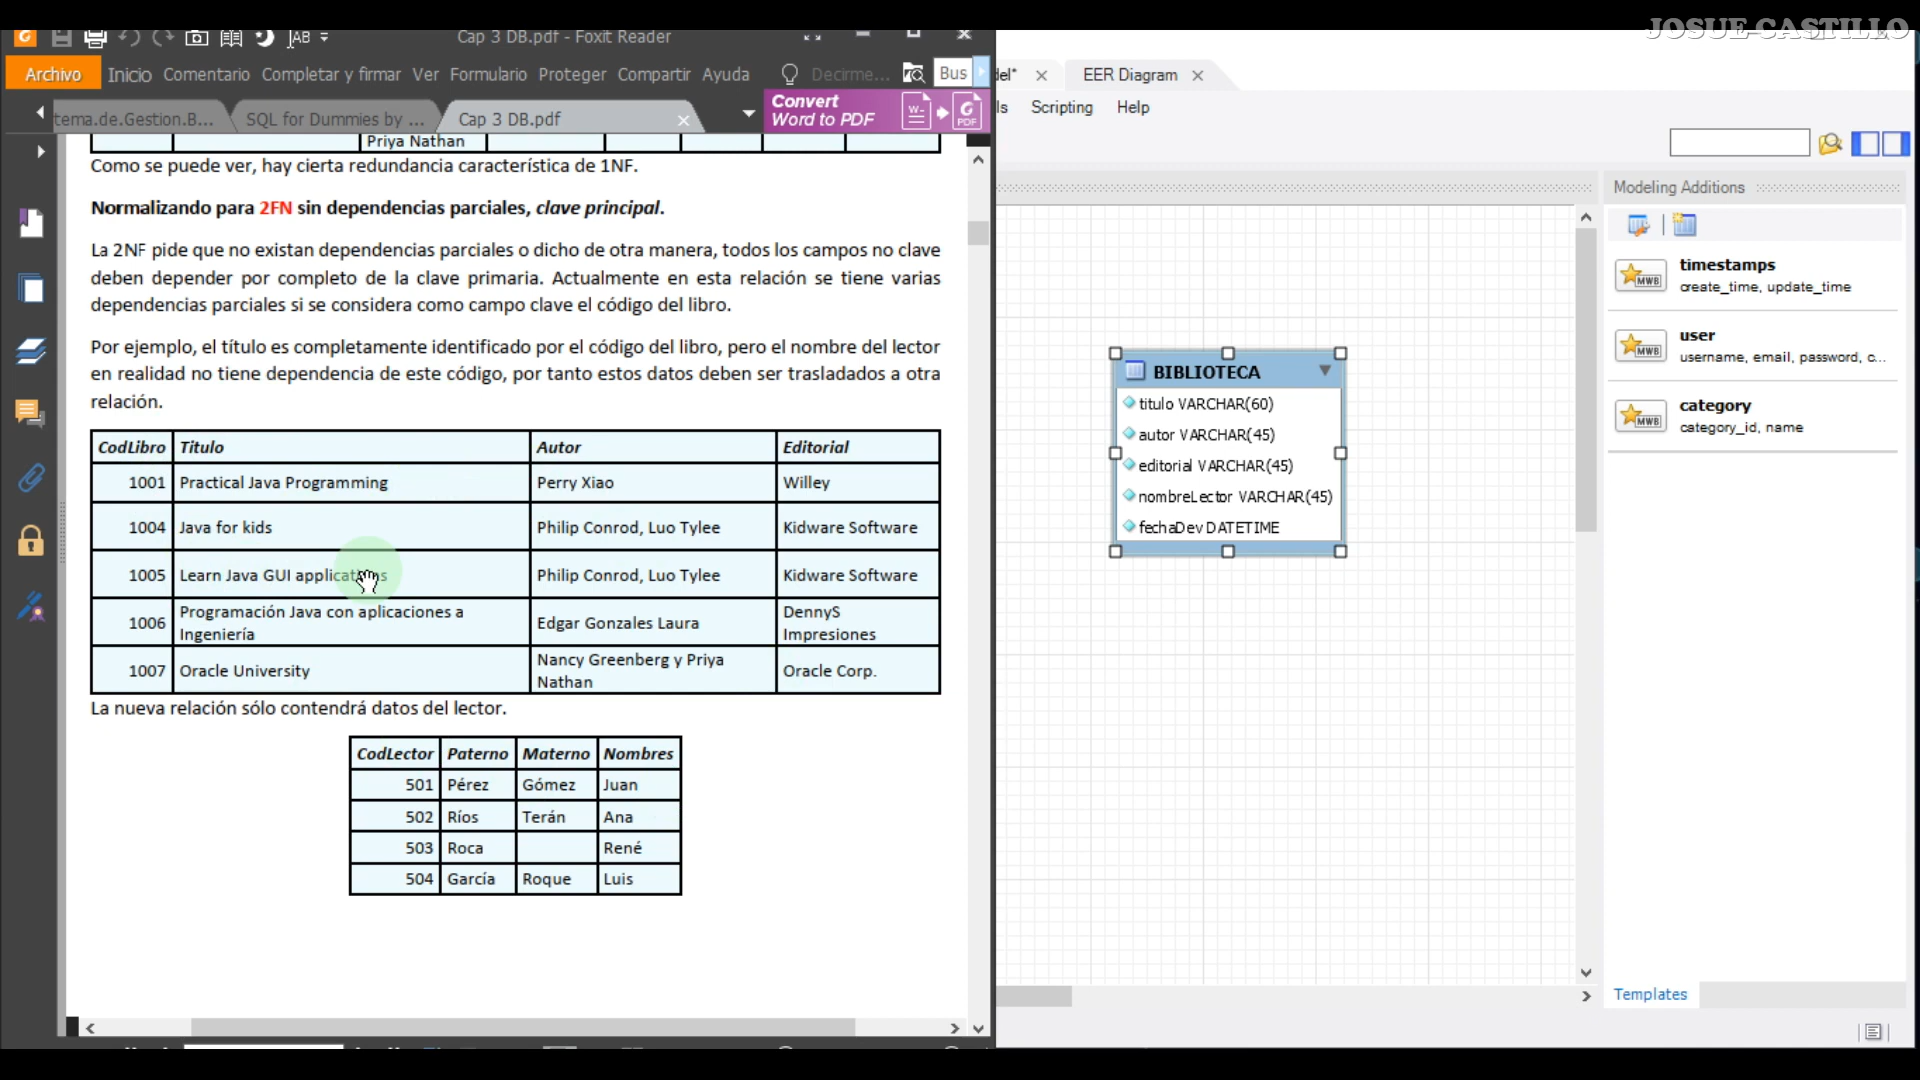 JOSUE CASTILLO
Cap 3 DB.pdf - Foxit Reader
Archivo Inicio Comentario Completar y firmar Ver Formulario Proteger Compartir Ayuda Decirme... Bus
tema.de.Gestion.B... SQL for Dummies by ... Cap 3 DB.pdf
Convert
Word to PDF
Priya Nathan
Como se puede ver, hay cierta redundancia característica de 1NF.
Normalizando para 2FN sin dependencias parciales, clave principal.
La 2NF pide que no existan dependencias parciales o dicho de otra manera, todos los campos no clave
deben depender por completo de la clave primaria. Actualmente en esta relación se tiene varias
dependencias parciales si se considera como campo clave el código del libro.
Por ejemplo, el título es completamente identificado por el código del libro, pero el nombre del lector
en realidad no tiene dependencia de este código, por tanto estos datos deben ser trasladados a otra
relación.
CodLibro Titulo Autor Editorial
1001 Practical Java Programming Perry Xiao Willey
1004 Java for kids Philip Conrod, Luo Tylee Kidware Software
1005 Learn Java GUI applications Philip Conrod, Luo Tylee Kidware Software
1006 Programación Java con aplicaciones a
Ingeniería Edgar Gonzales Laura DennyS
Impresiones
1007 Oracle University Nancy Greenberg y Priya
Nathan Oracle Corp.
La nueva relación sólo contendrá datos del lector.
CodLector Paterno Materno Nombres
501 Pérez Gómez Juan
502 Ríos Terán Ana
503 Roca René
504 García Roque Luis
del* EER Diagram
ls Scripting Help
BIBLIOTECA
titulo VARCHAR(60)
autor VARCHAR(45)
editorial VARCHAR(45)
nombreLector VARCHAR(45)
fechaDev DATETIME
Modeling Additions
timestamps
create_time, update_time
user
username, email, password, c...
category
category_id, name
Templates